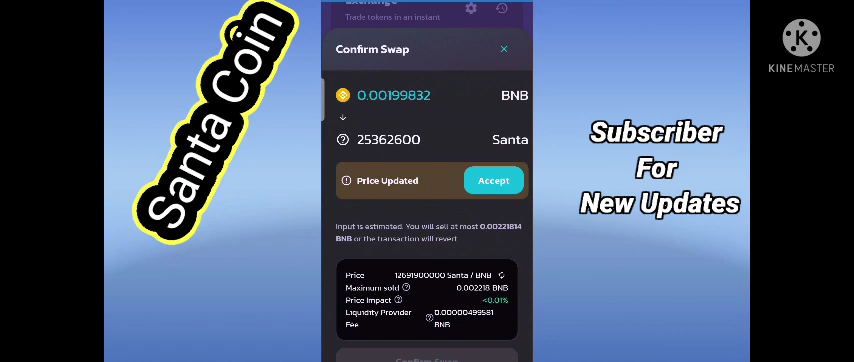 Exchange
Trade tokens in an instant
Confirm Swap
0.00199832 BNB
25362600 Santa
Price Updated Accept
Input is estimated. You will sell at most 0.00221814
BNB or the transaction will revert.
Price 12691900000 Santa / BNB
Maximum sold 0.002218 BNB
Price Impact <0.01%
Liquidity Provider 0.00000499581
Fee BNB
Confirm Swap
Santa Coin
Subscriber
For
New Updates
K
KINEMASTER